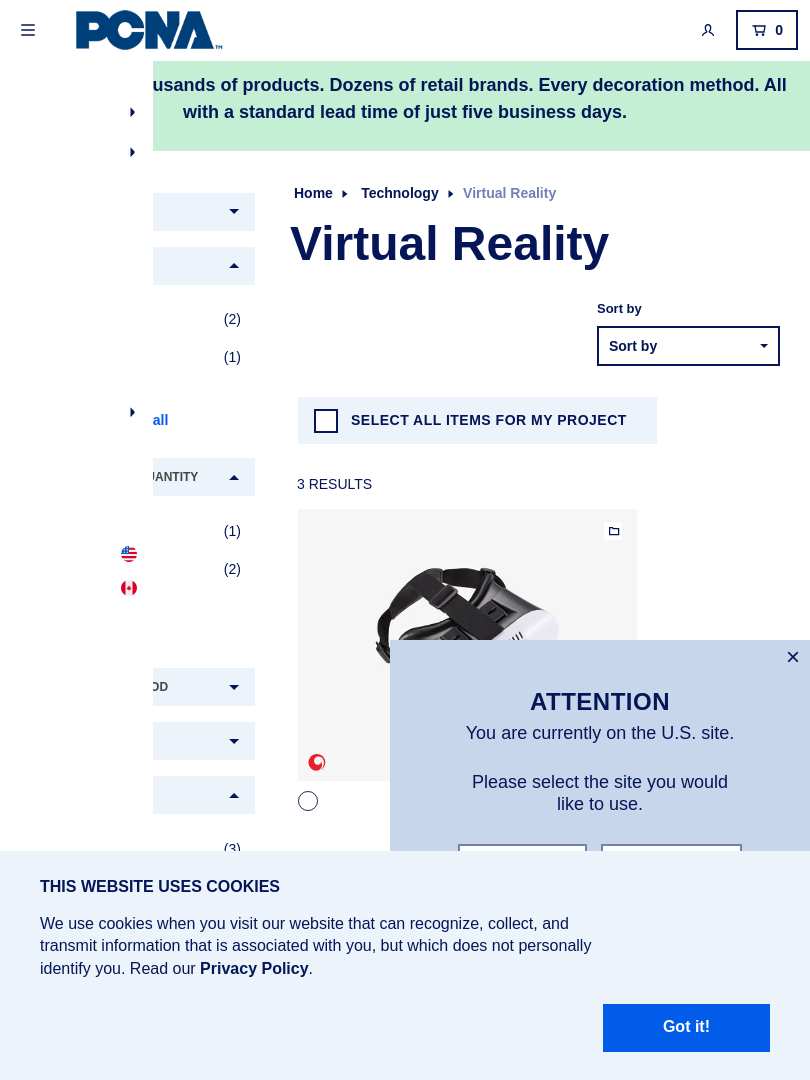 PCNA TM
0
usands of products. Dozens of retail brands. Every decoration method. All
with a standard lead time of just five business days.
Home
Technology
Virtual Reality
Virtual Reality
Sort by
Sort by
(2)
(1)
all
SELECT ALL ITEMS FOR MY PROJECT
UANTITY
3 RESULTS
(1)
(2)
OD
(3)
ATTENTION
You are currently on the U.S. site.
Please select the site you would
like to use.
THIS WEBSITE USES COOKIES
We use cookies when you visit our website that can recognize, collect, and
transmit information that is associated with you, but which does not personally
identify you. Read our Privacy Policy.
Got it!